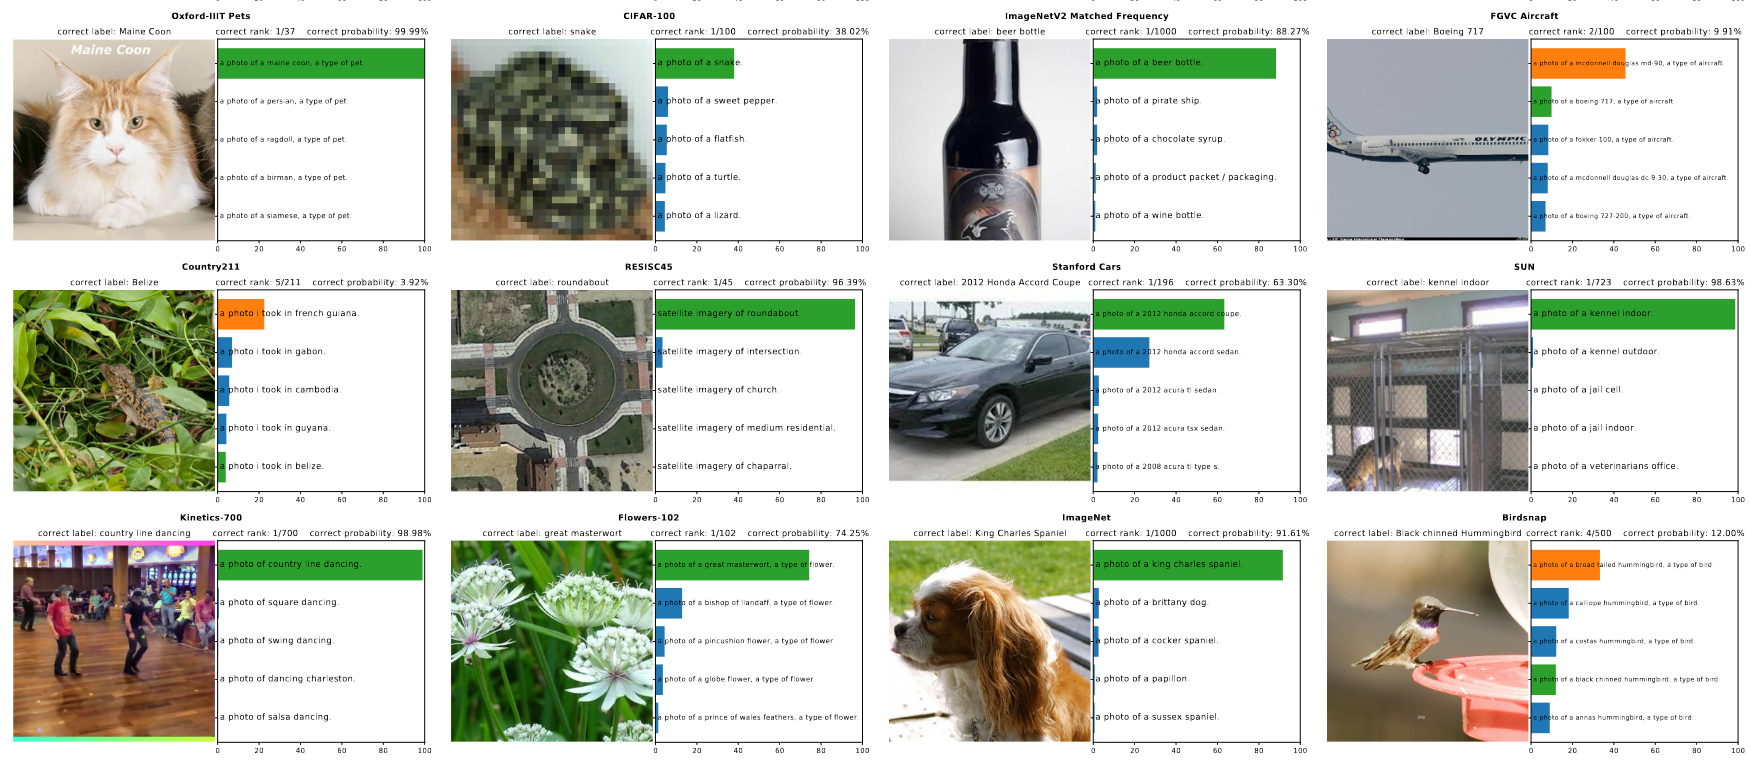 Oxford-IIIT Pets
correct label: Maine Coon correct rank: 1/37 correct probability: 99.99%
Maine Coon
a photo of a maine coon, a type of pet.
a photo of a persian, a type of pet.
a photo of a ragdoll, a type of pet.
a photo of a birman, a type of pet.
a photo of a siamese, a type of pet.
0 20 40 60 80 100
CIFAR-100
correct label: snake correct rank: 1/100 correct probability: 38.02%
a photo of a snake.
a photo of a sweet pepper.
a photo of a flatfish.
a photo of a turtle.
a photo of a lizard.
0 20 40 60 80 100
ImageNetV2 Matched Frequency
correct label: beer bottle correct rank: 1/1000 correct probability: 88.27%
a photo of a beer bottle.
a photo of a pirate ship.
a photo of a chocolate syrup.
a photo of a product packet / packaging.
a photo of a wine bottle.
0 20 40 60 80 100
FGVC Aircraft
correct label: Boeing 717 correct rank: 2/100 correct probability: 9.91%
OLYMPIC
a photo of a mcdonnell douglas md-90, a type of aircraft.
a photo of a boeing 717, a type of aircraft.
a photo of a fokker 100, a type of aircraft.
a photo of a mcdonnell douglas dc-9-30, a type of aircraft.
a photo of a boeing 727-200, a type of aircraft.
0 20 40 60 80 100
Country211
correct label: Belize correct rank: 5/211 correct probability: 3.92%
a photo i took in french guiana.
a photo i took in gabon.
a photo i took in cambodia.
a photo i took in guyana.
a photo i took in belize.
0 20 40 60 80 100
RESISC45
correct label: roundabout correct rank: 1/45 correct probability: 96.39%
satellite imagery of roundabout.
satellite imagery of intersection.
satellite imagery of church.
satellite imagery of medium residential.
satellite imagery of chaparral.
0 20 40 60 80 100
Stanford Cars
correct label: 2012 Honda Accord Coupe correct rank: 1/196 correct probability: 63.30%
a photo of a 2012 honda accord coupe.
a photo of a 2012 honda accord sedan.
a photo of a 2012 acura tl sedan.
a photo of a 2012 acura tsx sedan.
a photo of a 2008 acura tl type s.
0 20 40 60 80 100
SUN
correct label: kennel indoor correct rank: 1/723 correct probability: 98.63%
a photo of a kennel indoor.
a photo of a kennel outdoor.
a photo of a jail cell.
a photo of a jail indoor.
a photo of a veterinarians office.
0 20 40 60 80 100
Kinetics-700
correct label: country line dancing correct rank: 1/700 correct probability: 98.98%
a photo of country line dancing.
a photo of square dancing.
a photo of swing dancing.
a photo of dancing charleston.
a photo of salsa dancing.
0 20 40 60 80 100
Flowers-102
correct label: great masterwort correct rank: 1/102 correct probability: 74.25%
a photo of a great masterwort, a type of flower.
a photo of a bishop of llandaff, a type of flower.
a photo of a pincushion flower, a type of flower.
a photo of a globe flower, a type of flower.
a photo of a prince of wales feathers, a type of flower.
0 20 40 60 80 100
ImageNet
correct label: King Charles Spaniel correct rank: 1/1000 correct probability: 91.61%
a photo of a king charles spaniel.
a photo of a brittany dog.
a photo of a cocker spaniel.
a photo of a papillon.
a photo of a sussex spaniel.
0 20 40 60 80 100
Birdsnap
correct label: Black chinned Hummingbird correct rank: 4/500 correct probability: 12.00%
a photo of a broad tailed hummingbird, a type of bird.
a photo of a calliope hummingbird, a type of bird.
a photo of a costas hummingbird, a type of bird.
a photo of a black chinned hummingbird, a type of bird.
a photo of a annas hummingbird, a type of bird.
0 20 40 60 80 100